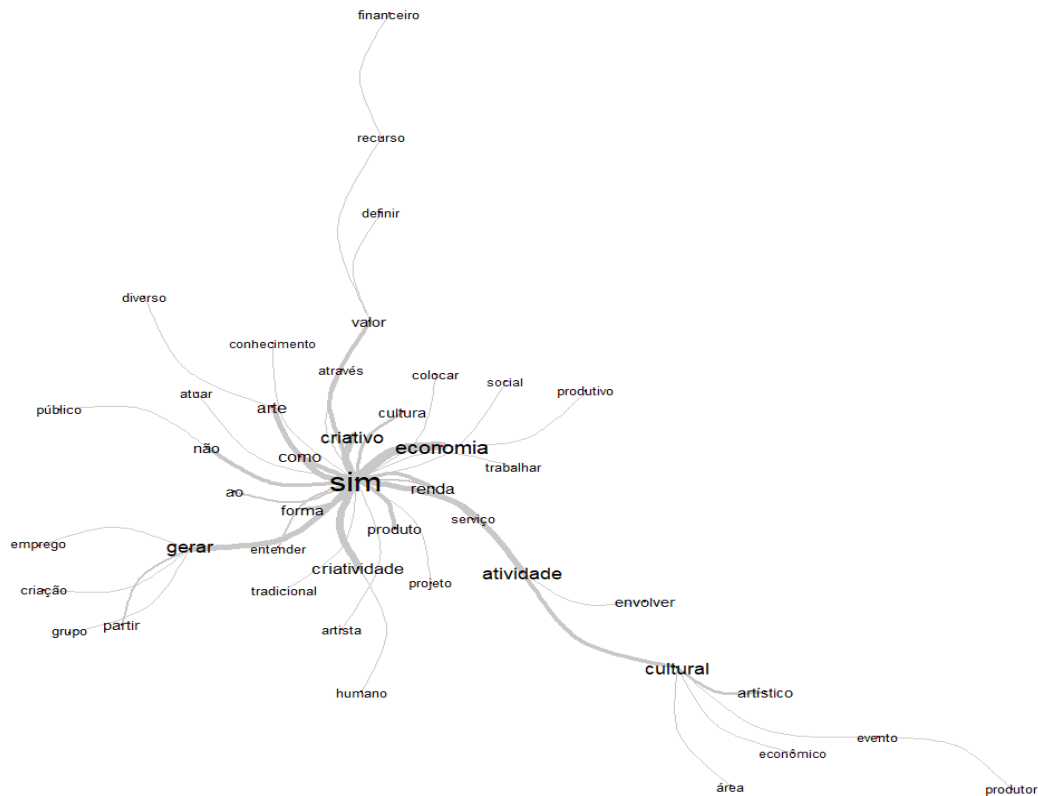 financeiro
recurso
definir
diverso
valor
conhecimento
através
colocar
social
produtivo
atuar
público
arte
cultura
criativo
não
economia
como
trabalhar
sim
renda
ao
forma
serviço
produto
emprego
gerar
entender
criatividade
atividade
projeto
criação
tradicional
envolver
grupo
partir
artista
cultural
humano
artístico
evento
econômico
área
produtor